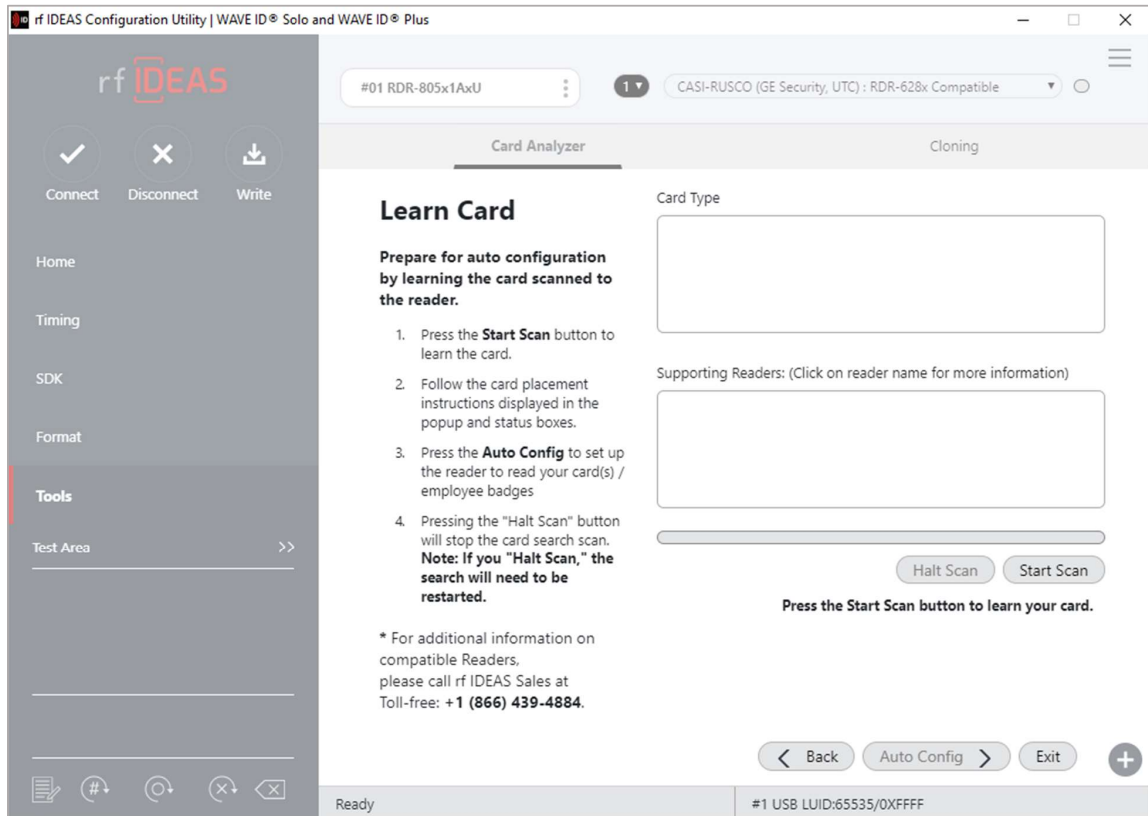 rf IDEAS Configuration Utility | WAVE ID® Solo and WAVE ID® Plus
rf IDEAS
Connect
Disconnect
Write
Home
Timing
SDK
Format
Tools
Test Area >>
#01 RDR-805x1AxU
1
CASI-RUSCO (GE Security, UTC) : RDR-628x Compatible
Card Analyzer
Cloning
Learn Card
Prepare for auto configuration
by learning the card scanned to
the reader.
1. Press the Start Scan button to
learn the card.
2. Follow the card placement
instructions displayed in the
popup and status boxes.
3. Press the Auto Config to set up
the reader to read your card(s) /
employee badges
4. Pressing the "Halt Scan" button
will stop the card search scan.
Note: If you "Halt Scan," the
search will need to be
restarted.
* For additional information on
compatible Readers,
please call rf IDEAS Sales at
Toll-free: +1 (866) 439-4884.
Card Type
Supporting Readers: (Click on reader name for more information)
Halt Scan
Start Scan
Press the Start Scan button to learn your card.
Back
Auto Config
Exit
Ready
#1 USB LUID:65535/0XFFFF